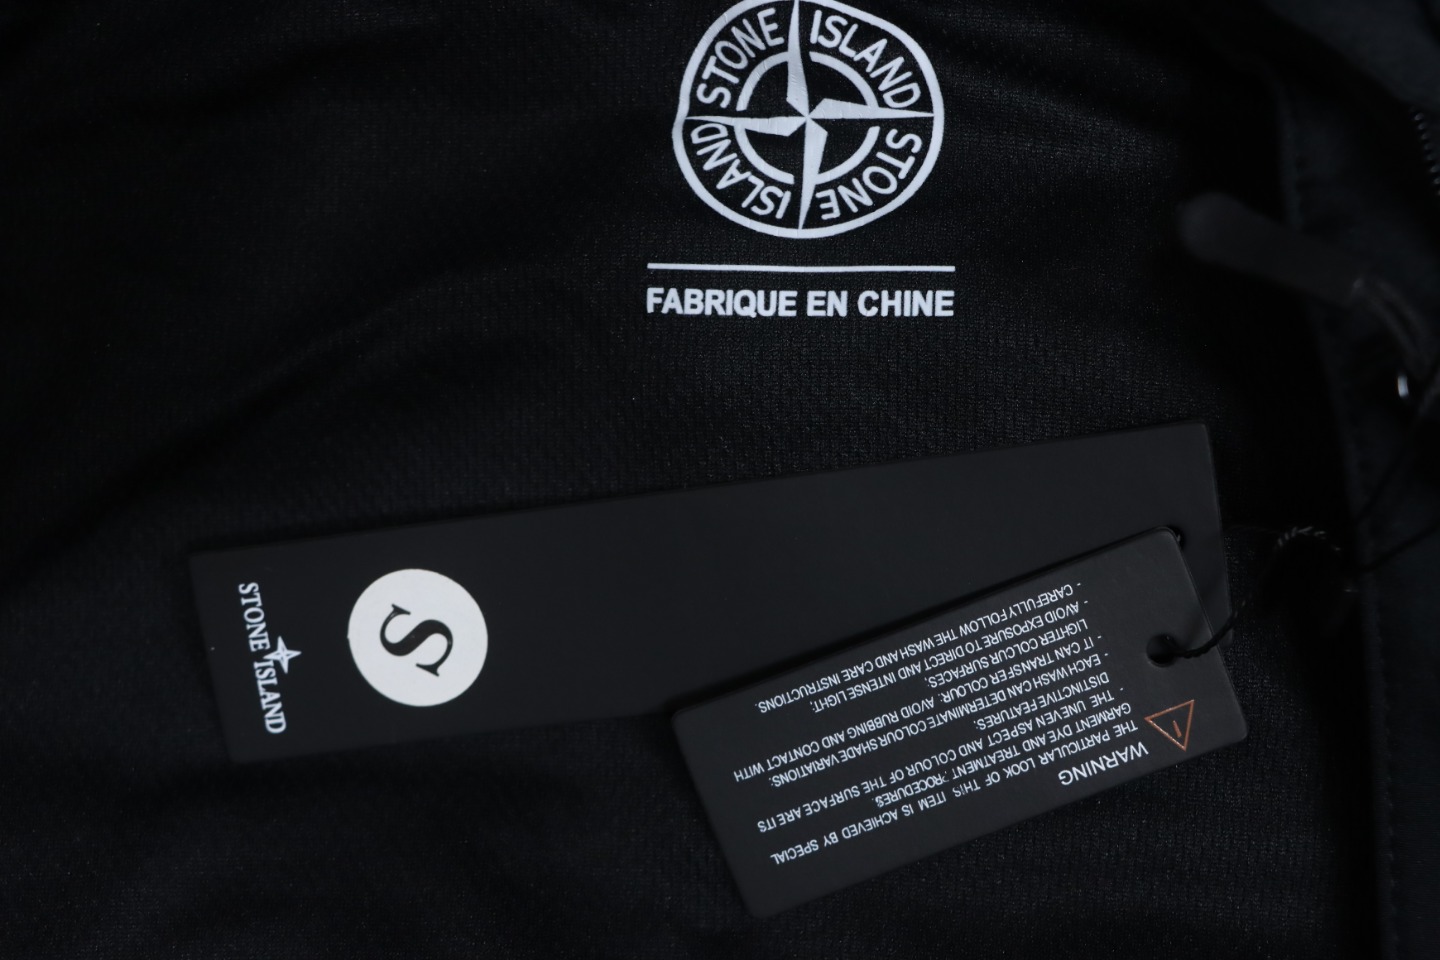 STONE ISLAND
STONE ISLAND
FABRIQUE EN CHINE
STONE ISLAND
S
WARNING
THE PARTICULAR LOOK OF THIS ITEM IS ACHIEVED BY SPECIAL
GARMENT DYE AND TREATMENT PROCEDURES.
- THE UNEVEN ASPECT AND COLOUR OF THE SURFACE ARE ITS
DISTINCTIVE FEATURES.
- EACH WASH CAN DETERMINATE COLOUR SHADE VARIATIONS.
- IT CAN TRANSFER COLOUR: AVOID RUBBING AND CONTACT WITH
LIGHTER COLOUR SURFACES.
- AVOID EXPOSURE TO DIRECT AND INTENSE LIGHT;
- CAREFULLY FOLLOW THE WASH AND CARE INSTRUCTIONS.